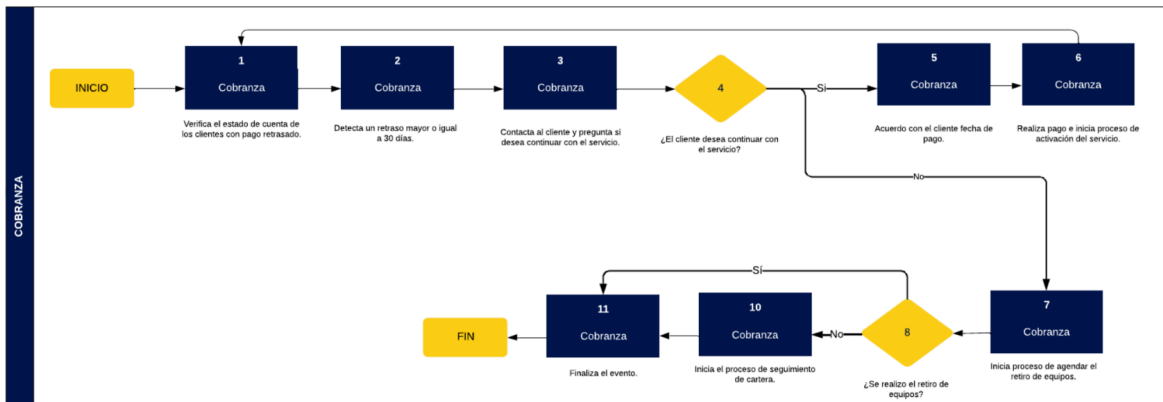 COBRANZA
INICIO
1
Cobranza
Verifica el estado de cuenta de
los clientes con pago retrasado.
2
Cobranza
Detecta un retraso mayor o igual
a 30 días.
3
Cobranza
Contacta al cliente y pregunta si
desea continuar con el servicio.
4
¿El cliente desea continuar con
el servicio?
Si
5
Cobranza
Acuerdo con el cliente fecha de
pago.
6
Cobranza
Realiza pago e inicia proceso de
activación del servicio.
No
7
Cobranza
Inicia proceso de agendar el
retiro de equipos.
8
¿Se realizo el retiro de
equipos?
Sí
No
10
Cobranza
Inicia el proceso de seguimiento
de cartera.
11
Cobranza
Finaliza el evento.
FIN